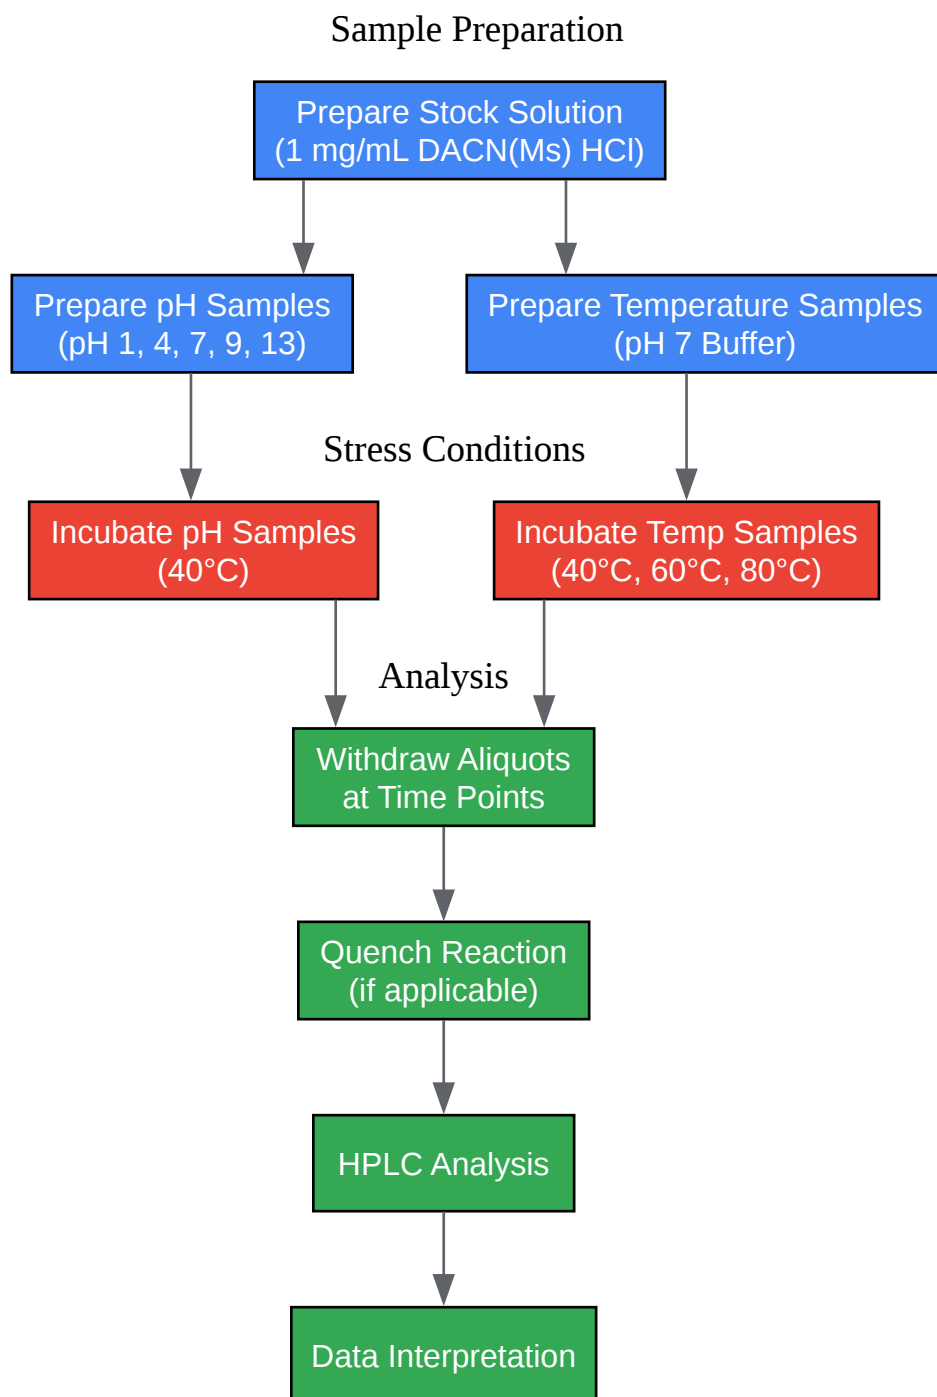 Sample Preparation
Prepare Stock Solution
(1 mg/mL DACN(Ms) HCl)
Prepare pH Samples
(pH 1, 4, 7, 9, 13)
Prepare Temperature Samples
(pH 7 Buffer)
Stress Conditions
Incubate pH Samples
(40°C)
Incubate Temp Samples
(40°C, 60°C, 80°C)
Analysis
Withdraw Aliquots
at Time Points
Quench Reaction
(if applicable)
HPLC Analysis
Data Interpretation